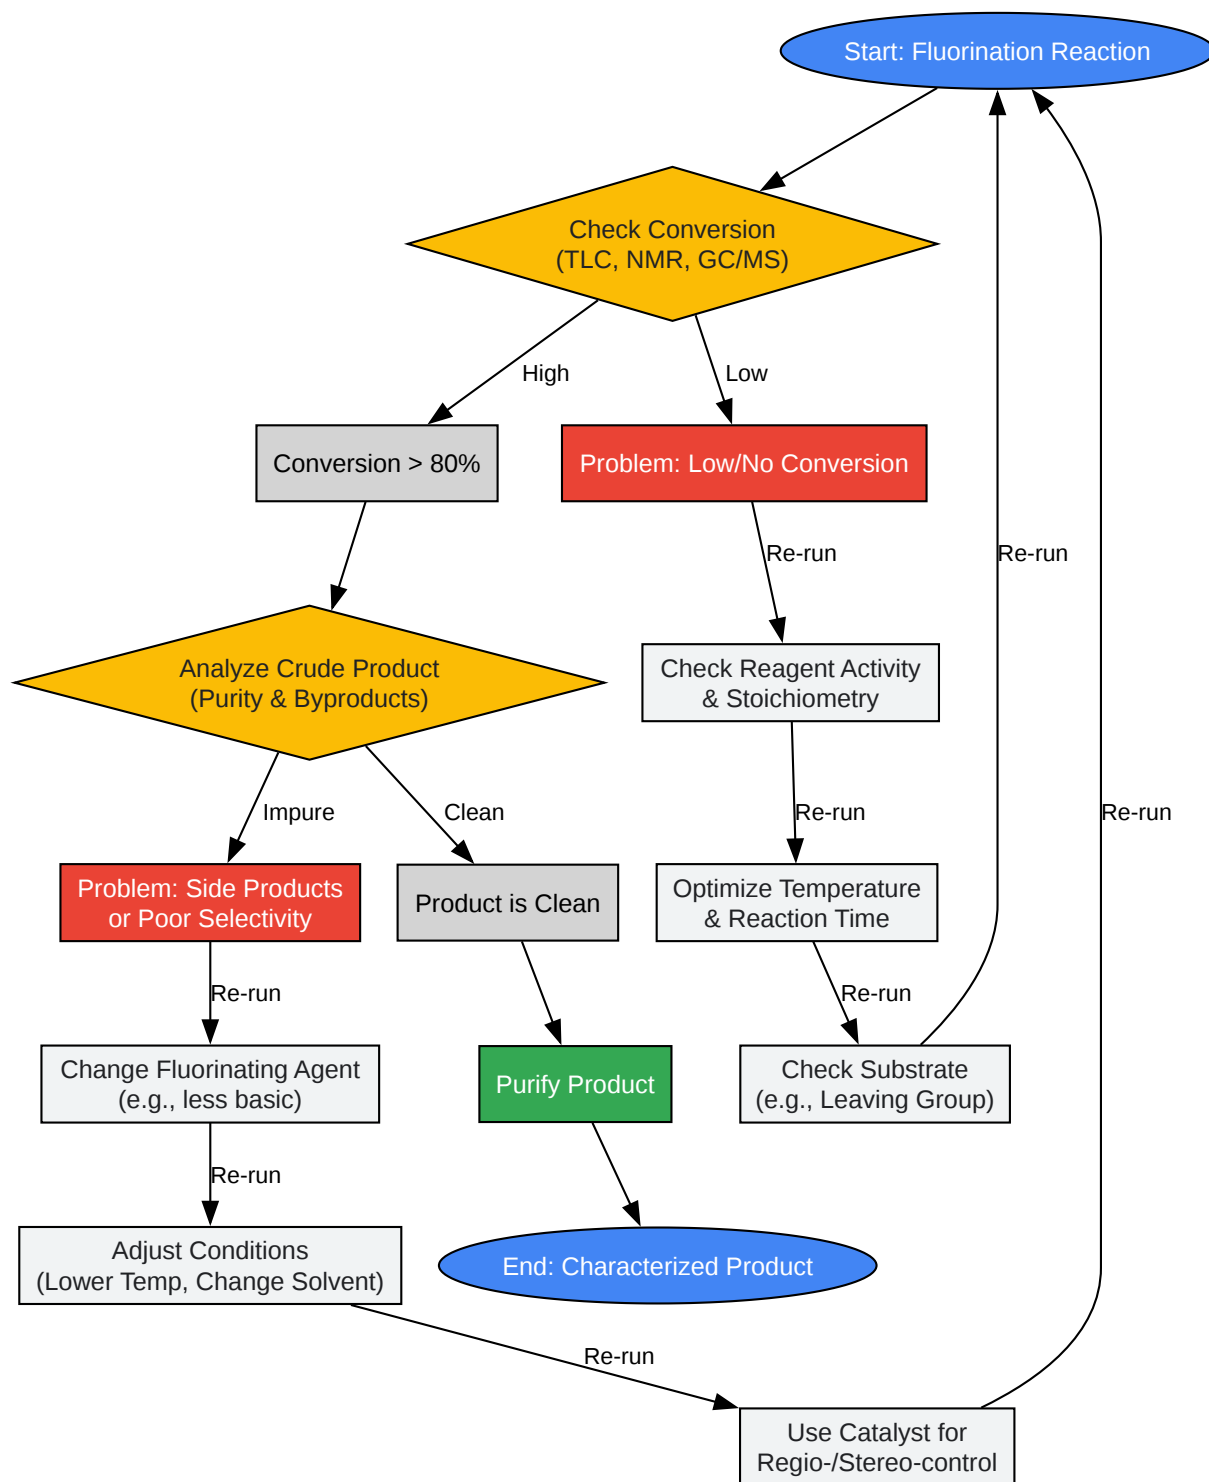 Start: Fluorination Reaction
Check Conversion
(TLC, NMR, GC/MS)
High
Low
Conversion > 80%
Problem: Low/No Conversion
Re-run
Re-run
Check Reagent Activity
& Stoichiometry
Analyze Crude Product
(Purity & Byproducts)
Impure
Clean
Re-run
Re-run
Problem: Side Products
or Poor Selectivity
Product is Clean
Optimize Temperature
& Reaction Time
Re-run
Re-run
Change Fluorinating Agent
(e.g., less basic)
Purify Product
Check Substrate
(e.g., Leaving Group)
Re-run
Adjust Conditions
(Lower Temp, Change Solvent)
End: Characterized Product
Re-run
Use Catalyst for
Regio-/Stereo-control